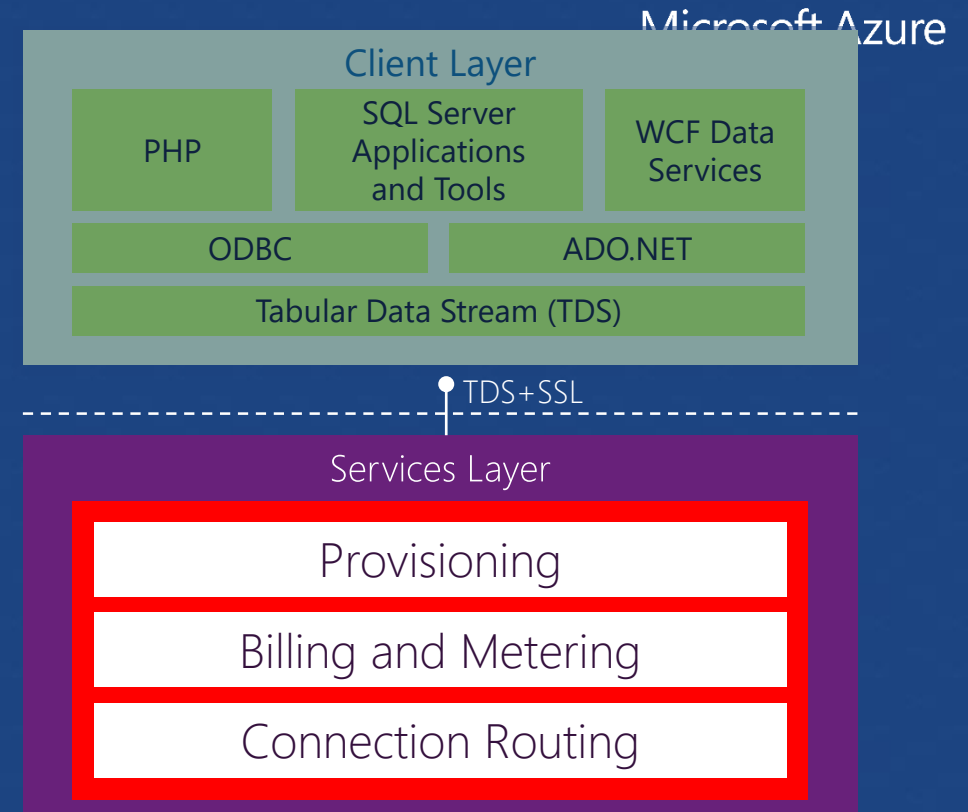 Microsoft Azure
Client Layer
PHP
SQL Server
Applications
and Tools
WCF Data
Services
ODBC
ADO.NET
Tabular Data Stream (TDS)
TDS+SSL
Services Layer
Provisioning
Billing and Metering
Connection Routing